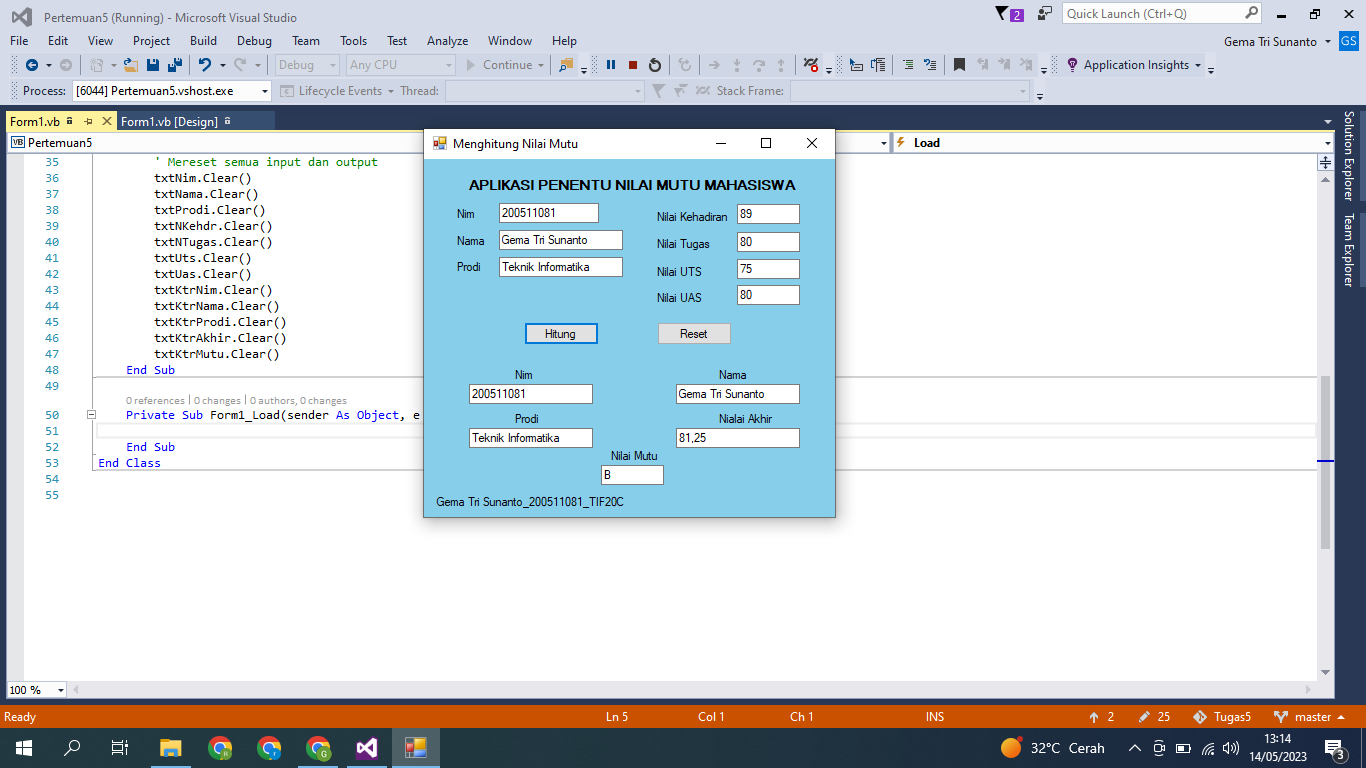 Pertemuan5 (Running) - Microsoft Visual Studio
2
Quick Launch (Ctrl+Q)
File Edit View Project Build Debug Team Tools Test Analyze Window Help
Gema Tri Sunanto GS
Debug Any CPU Continue Application Insights
Process: [6044] Pertemuan5.vshost.exe Lifecycle Events Thread: Stack Frame:
Form1.vb Form1.vb [Design]
VB Pertemuan5 Load
35 ' Mereset semua input dan output
36 txtNim.Clear()
37 txtNama.Clear()
38 txtProdi.Clear()
39 txtNKehdr.Clear()
40 txtNTugas.Clear()
41 txtUts.Clear()
42 txtUas.Clear()
43 txtKtrNim.Clear()
44 txtKtrNama.Clear()
45 txtKtrProdi.Clear()
46 txtKtrAkhir.Clear()
47 txtKtrMutu.Clear()
48 End Sub
49
0 references | 0 changes | 0 authors, 0 changes
50 Private Sub Form1_Load(sender As Object, e
51
52 End Sub
53 End Class
54
55
Menghitung Nilai Mutu
APLIKASI PENENTU NILAI MUTU MAHASISWA
Nim 200511081 Nilai Kehadiran 89
Nama Gema Tri Sunanto Nilai Tugas 80
Prodi Teknik Informatika Nilai UTS 75
Nilai UAS 80
Hitung Reset
Nim Nama
200511081 Gema Tri Sunanto
Prodi Nialai Akhir
Teknik Informatika 81,25
Nilai Mutu
B
Gema Tri Sunanto_200511081_TIF20C
Solution Explorer
Team Explorer
100 %
Ready Ln 5 Col 1 Ch 1 INS 2 25 Tugas5 master
32°C Cerah 13:14
14/05/2023 3